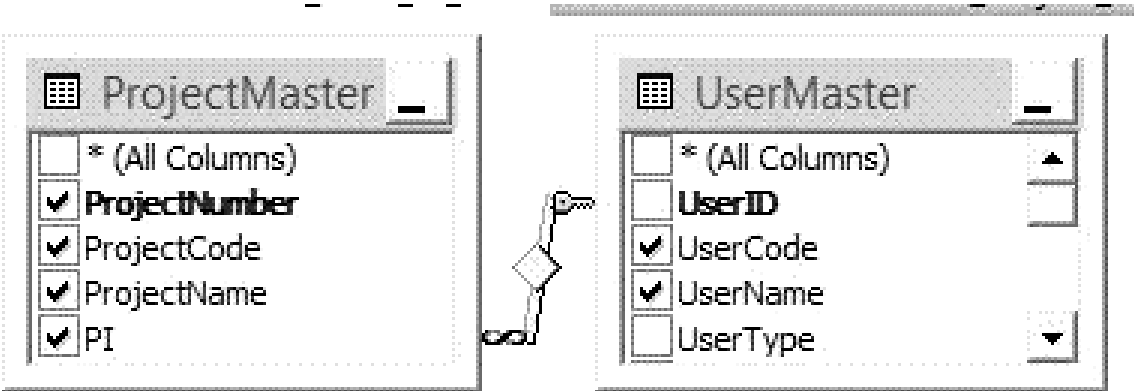 ProjectMaster
* (All Columns)
ProjectNumber
ProjectCode
ProjectName
PI
UserMaster
* (All Columns)
UserID
UserCode
UserName
UserType